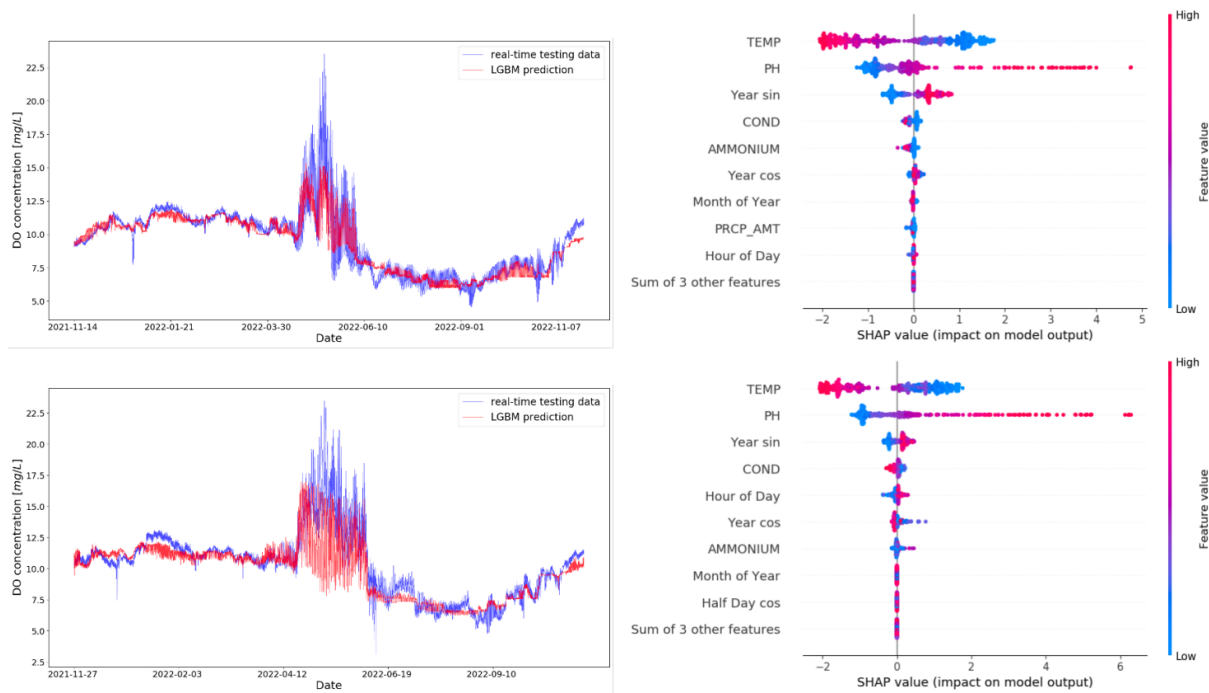 real-time testing data
LGBM prediction
DO concentration [mg/L]
22.5
20.0
17.5
15.0
12.5
10.0
7.5
5.0
2021-11-14 2022-01-21 2022-03-30 2022-06-10 2022-09-01 2022-11-07
Date
High
TEMP
PH
Year sin
COND
AMMONIUM
Year cos
Month of Year
PRCP_AMT
Hour of Day
Sum of 3 other features
Feature value
Low
−2 −1 0 1 2 3 4 5
SHAP value (impact on model output)
real-time testing data
LGBM prediction
DO concentration [mg/L]
22.5
20.0
17.5
15.0
12.5
10.0
7.5
5.0
2.5
2021-11-27 2022-02-03 2022-04-12 2022-06-19 2022-09-10
Date
High
TEMP
PH
Year sin
COND
Hour of Day
Year cos
AMMONIUM
Month of Year
Half Day cos
Sum of 3 other features
Feature value
Low
−2 0 2 4 6
SHAP value (impact on model output)